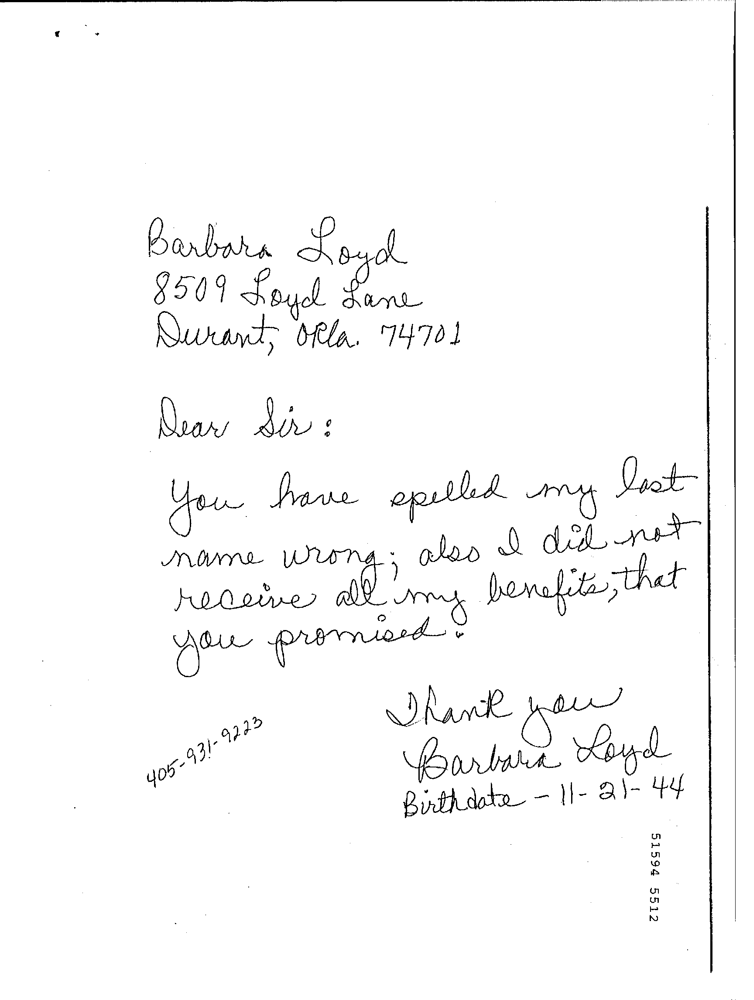 Barbara Loyd
8509 Loyd Lane
Durant, Okla. 74701
Dear Sir:
You have spelled my last
name wrong; also I did not
receive all my benefits, that
you promised.
Thank you
Barbara Loyd
Birthdate - 11-21-44
405-931-9223
51594 5512